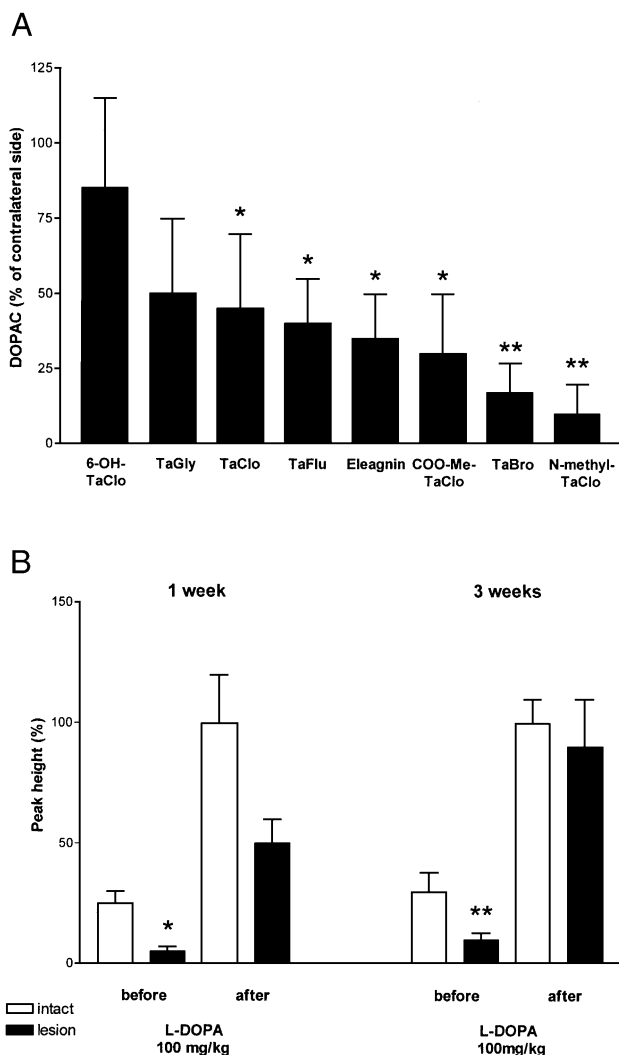 A
DOPAC (% of contralateral side)
125
100
75
50
25
0
*
*
*
*
**
**
6-OH-
TaClo
TaGly
TaClo
TaFlu
Eleagnin
COO-Me-
TaClo
TaBro
N-methyl-
TaClo
B
1 week
3 weeks
Peak height (%)
150
100
50
0
*
**
before
after
before
after
intact
lesion
L-DOPA
100 mg/kg
L-DOPA
100mg/kg